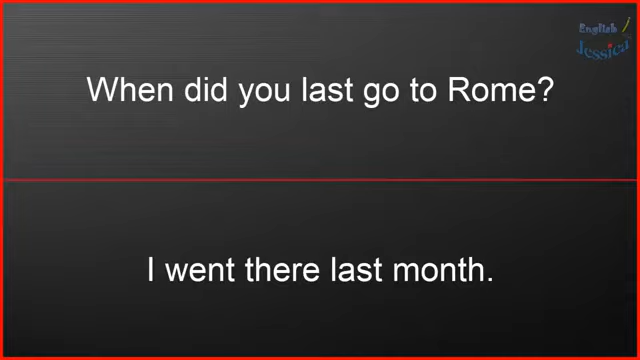 English
Jessica
When did you last go to Rome?
I went there last month.